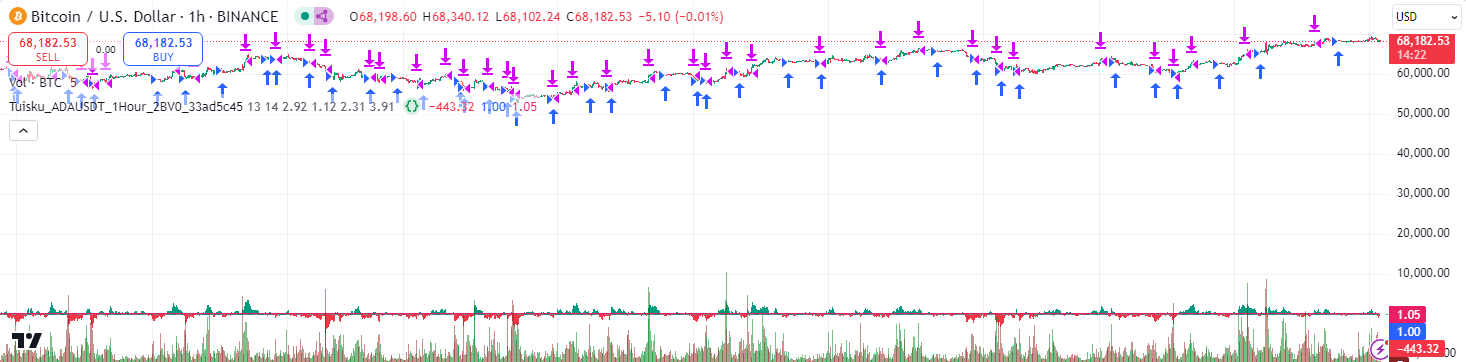 Bitcoin / U.S. Dollar · 1h · BINANCE O68,198.60 H68,340.12 L68,102.24 C68,182.53 −5.10 (−0.01%)
USD
68,182.53
SELL
0.00
68,182.53
BUY
68,182.53
14:22
Vol · BTC 5
60,000.00
Tuisku_ADAUSDT_1Hour_2BV0_33ad5c45 13 14 2.92 1.12 2.31 3.91 −443.32 1.00 1.05
50,000.00
40,000.00
30,000.00
20,000.00
10,000.00
1.05
1.00
−443.32